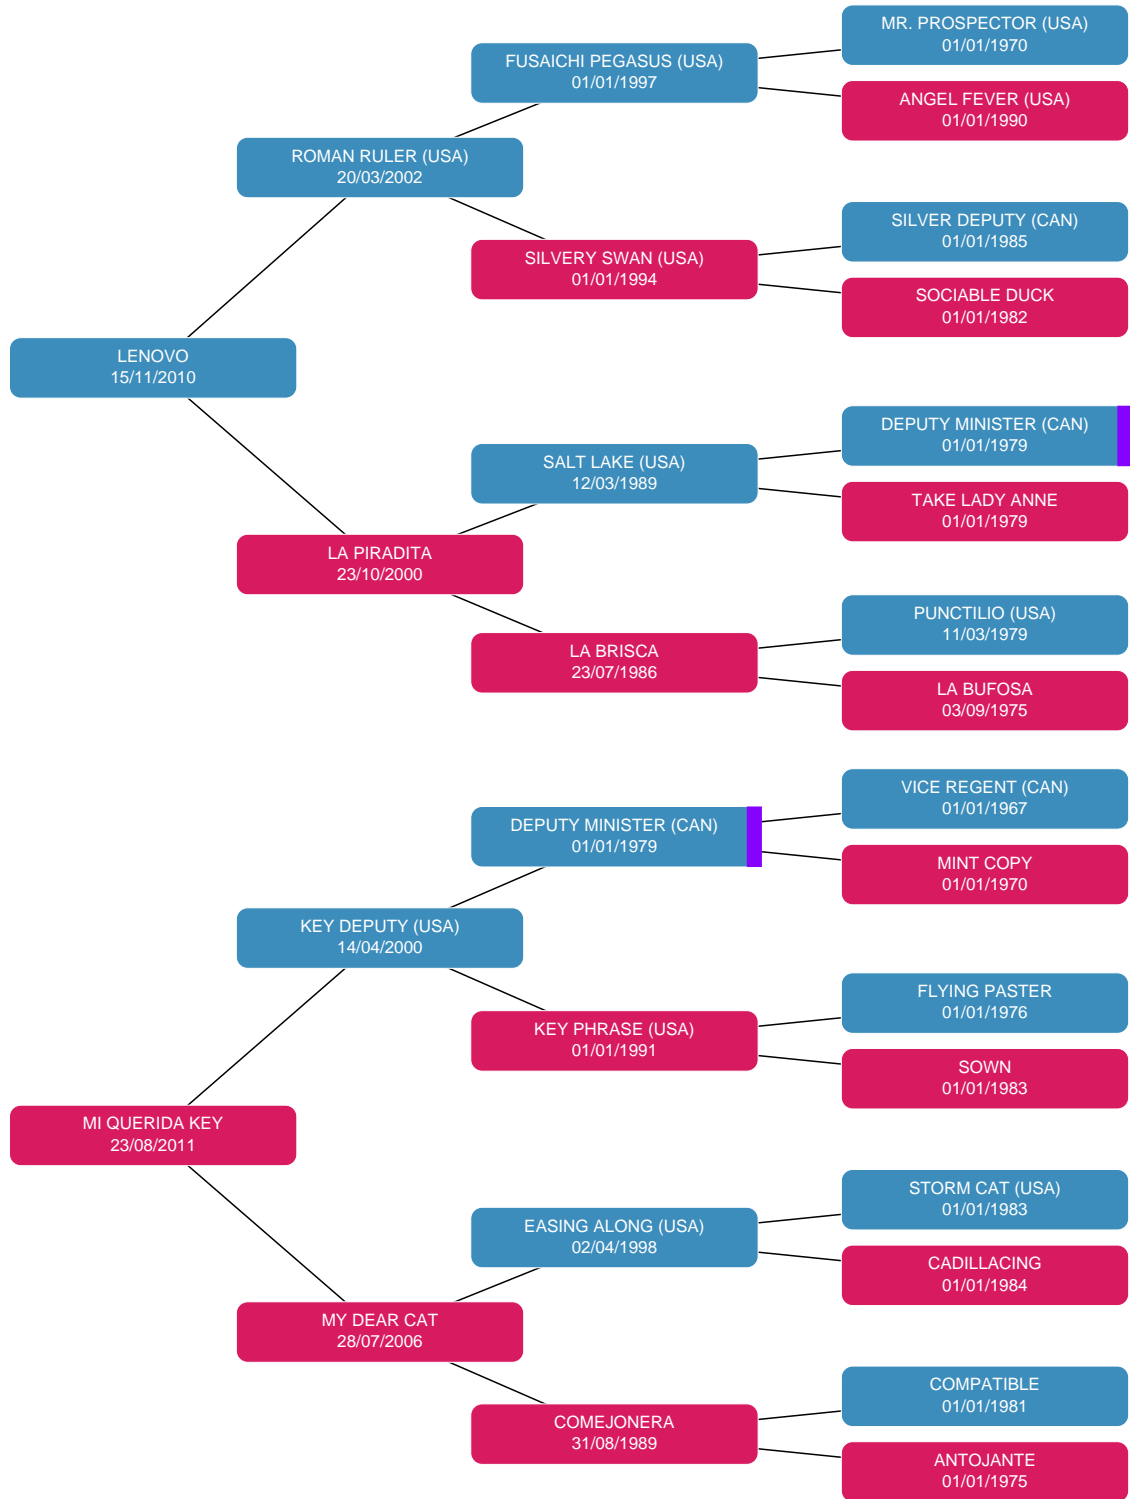 MR. PROSPECTOR (USA)
01/01/1970
FUSAICHI PEGASUS (USA)
01/01/1997
ANGEL FEVER (USA)
01/01/1990
ROMAN RULER (USA)
20/03/2002
SILVER DEPUTY (CAN)
01/01/1985
SILVERY SWAN (USA)
01/01/1994
SOCIABLE DUCK
01/01/1982
LENOVO
15/11/2010
DEPUTY MINISTER (CAN)
01/01/1979
SALT LAKE (USA)
12/03/1989
TAKE LADY ANNE
01/01/1979
LA PIRADITA
23/10/2000
PUNCTILIO (USA)
11/03/1979
LA BRISCA
23/07/1986
LA BUFOSA
03/09/1975
VICE REGENT (CAN)
01/01/1967
DEPUTY MINISTER (CAN)
01/01/1979
MINT COPY
01/01/1970
KEY DEPUTY (USA)
14/04/2000
FLYING PASTER
01/01/1976
KEY PHRASE (USA)
01/01/1991
SOWN
01/01/1983
MI QUERIDA KEY
23/08/2011
STORM CAT (USA)
01/01/1983
EASING ALONG (USA)
02/04/1998
CADILLACING
01/01/1984
MY DEAR CAT
28/07/2006
COMPATIBLE
01/01/1981
COMEJONERA
31/08/1989
ANTOJANTE
01/01/1975